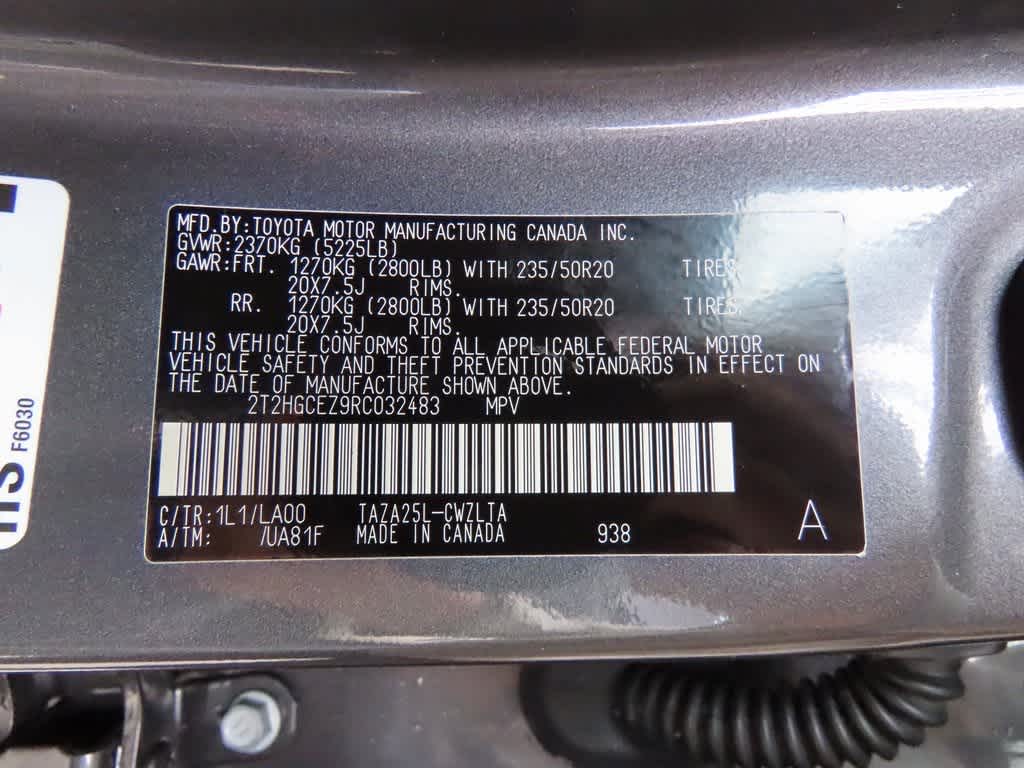 MFD.BY:TOYOTA MOTOR MANUFACTURING CANADA INC.
GVWR:2370KG (5225LB)
GAWR:FRT. 1270KG (2800LB) WITH 235/50R20 TIRES,
20X7.5J RIMS.
RR. 1270KG (2800LB) WITH 235/50R20 TIRES,
20X7.5J RIMS.
THIS VEHICLE CONFORMS TO ALL APPLICABLE FEDERAL MOTOR
VEHICLE SAFETY AND THEFT PREVENTION STANDARDS IN EFFECT ON
THE DATE OF MANUFACTURE SHOWN ABOVE.
2T2HGCEZ9RC032483 MPV
C/TR:1L1/LA00 TAZA25L-CWZLTA
A/TM: /UA81F MADE IN CANADA 938 A
F6030